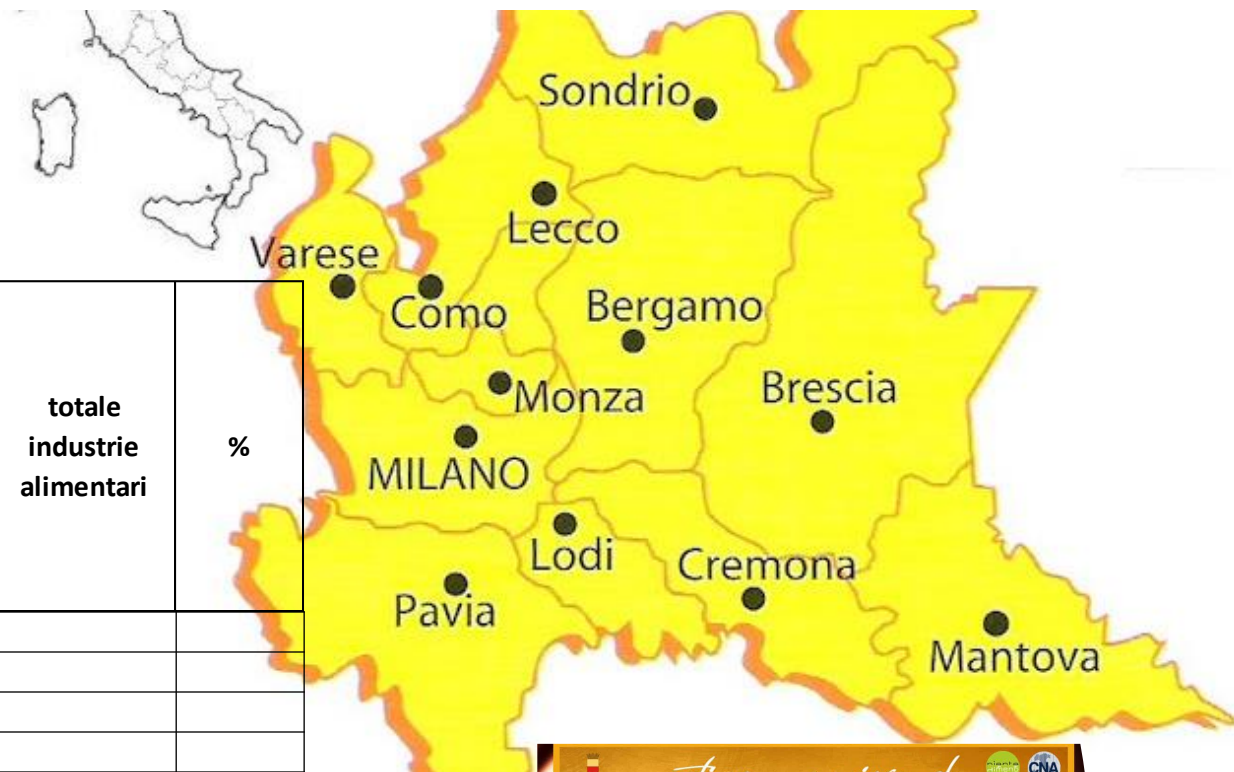 Sondrio
Lecco
Varese
Como
Bergamo
Monza
Brescia
MILANO
Lodi
Cremona
Pavia
Mantova
totale
industrie
alimentari
%
CNA